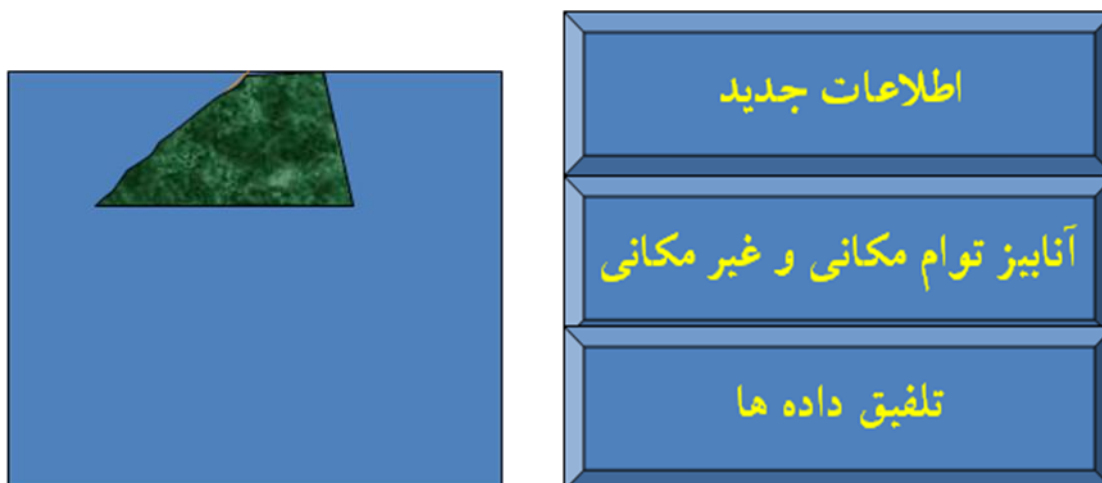 اطلاعات جدید
آنابیز توام مکانی و غیر مکانی
تلفیق داده ها